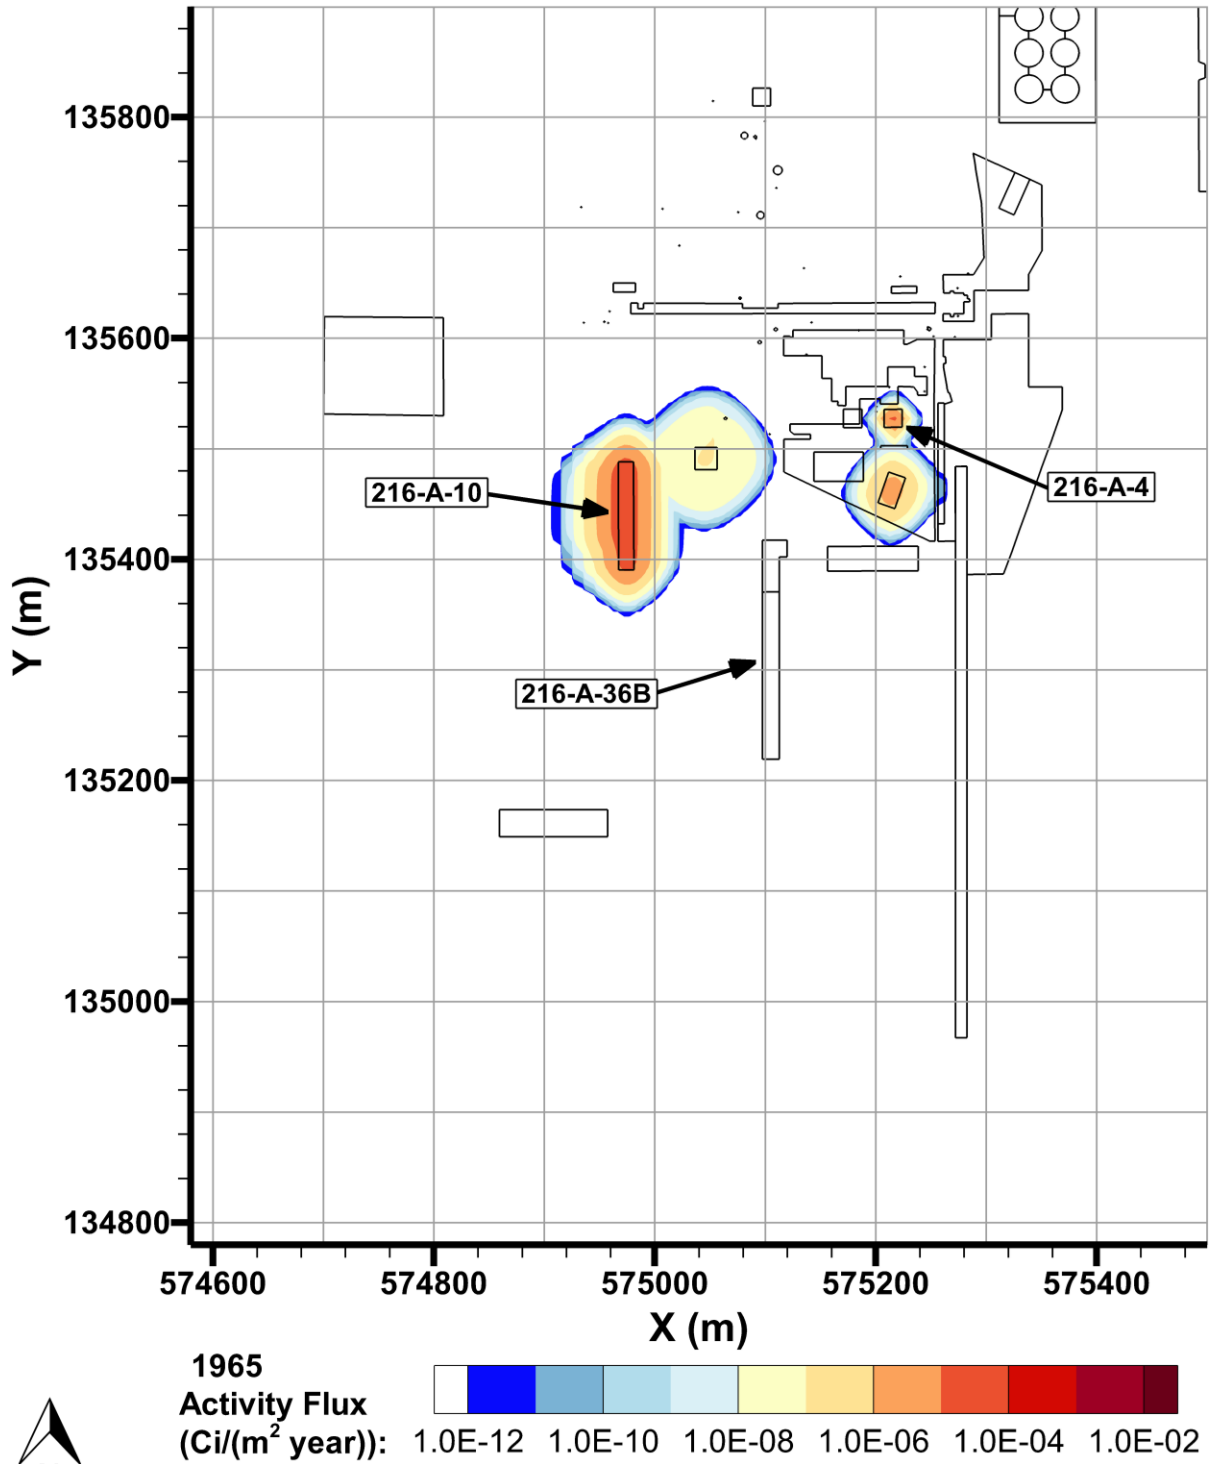 135800
135600
135400
135200
135000
134800
Y (m)
216-A-10
216-A-4
216-A-36B
574600 574800 575000 575200 575400
X (m)
1965
Activity Flux
(Ci/(m² year)):
1.0E-12 1.0E-10 1.0E-08 1.0E-06 1.0E-04 1.0E-02